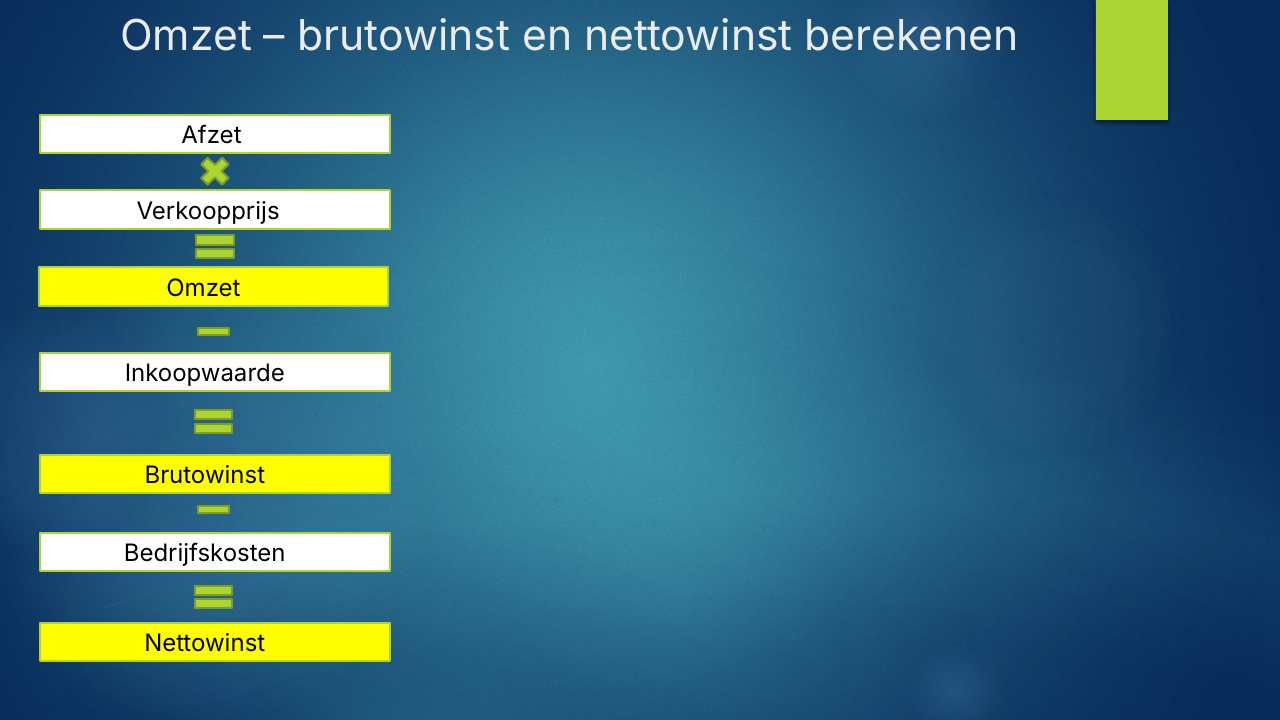 Omzet – brutowinst en nettowinst berekenen
Afzet
Verkoopprijs
Omzet
Inkoopwaarde
Brutowinst
Bedrijfskosten
Nettowinst